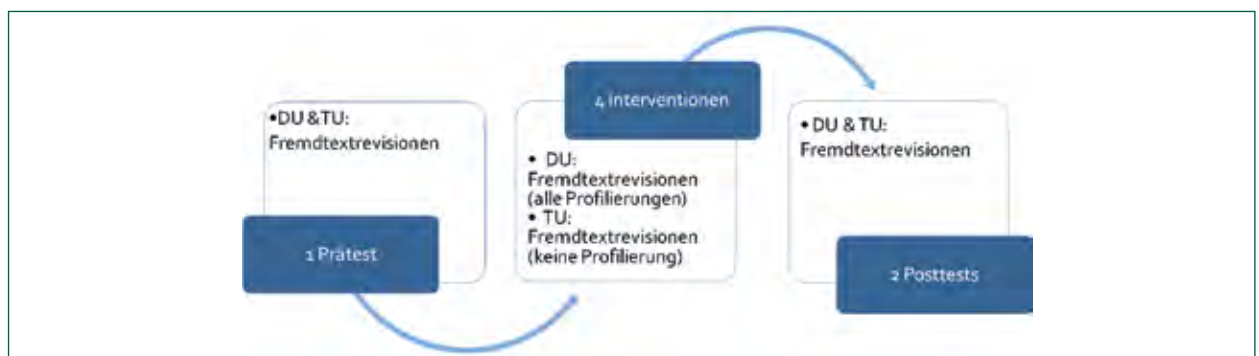 •DU &TU:
Fremdtextrevisionen
1 Prätest
4 Interventionen
• DU:
Fremdtextrevisionen
(alle Profilierungen)
• TU:
Fremdtextrevisionen
(keine Profilierung)
• DU & TU:
Fremdtextrevisionen
2 Posttests